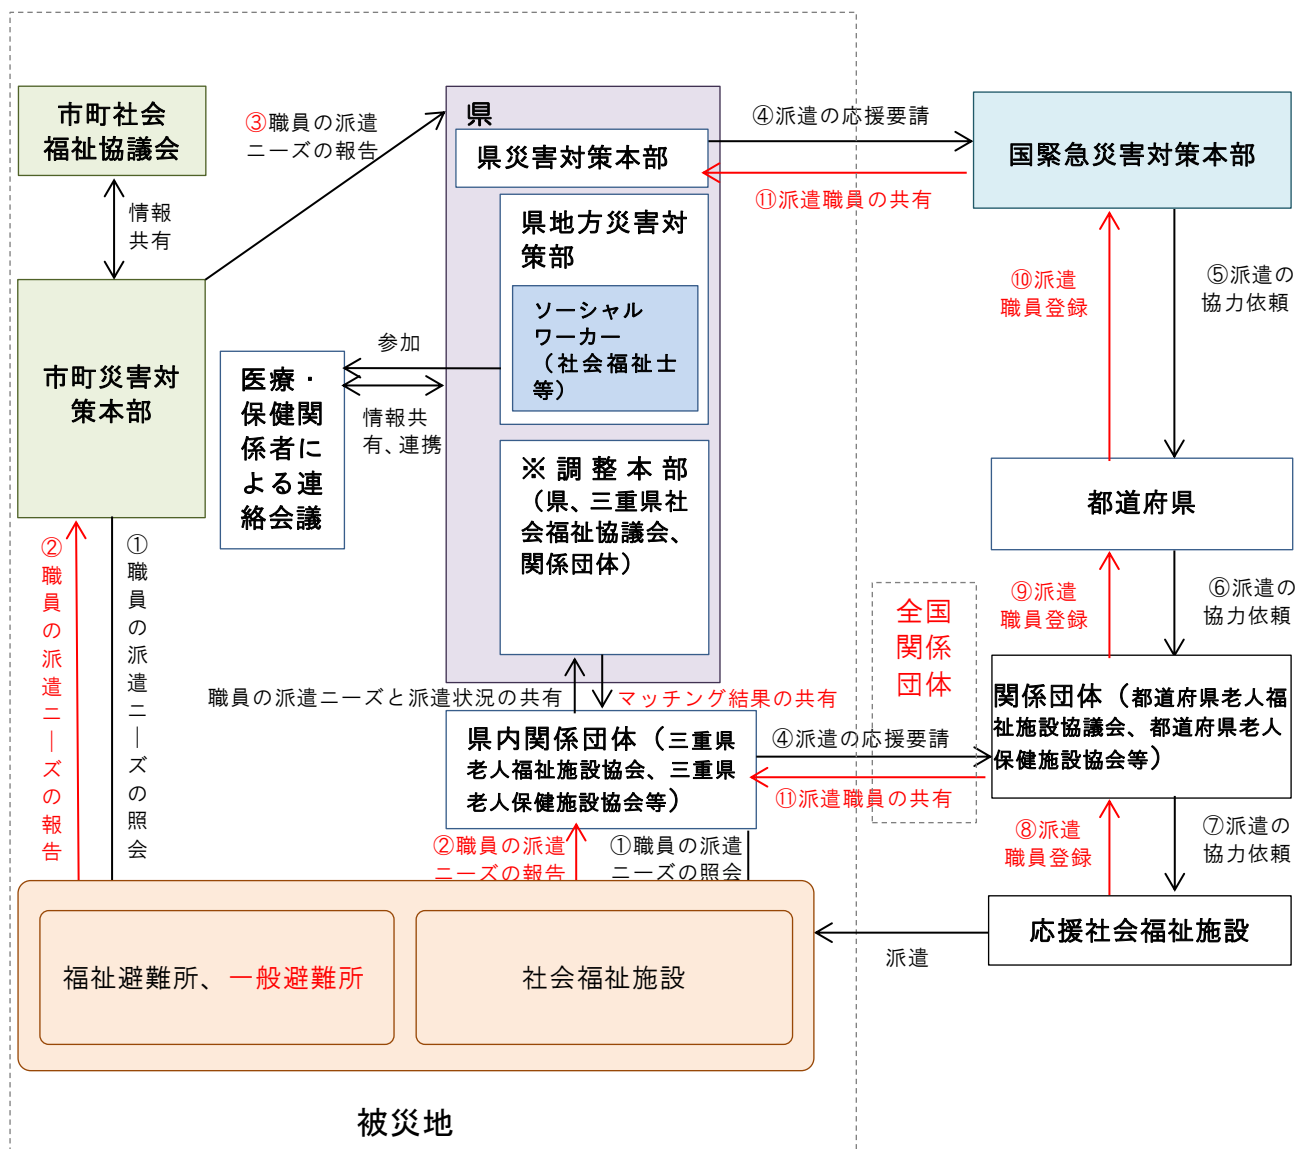 市町社会
福祉協議会
情報
共有
市町災害対
策本部
③職員の派遣
ニーズの報告
県
県災害対策本部
県地方災害対
策部
ソーシャル
ワーカー
（社会福祉士
等）
参加
情報共
有、連携
医療・
保健関
係者に
よる連
絡会議
※調整本部
（県、三重県社
会福祉協議会、
関係団体）
④派遣の応援要請
⑪派遣職員の共有
国緊急災害対策本部
⑩派遣
職員登録
⑤派遣の
協力依頼
都道府県
⑨派遣
職員登録
⑥派遣の
協力依頼
全国
関係
団体
関係団体（都道府県老人福
祉施設協議会、都道府県老人
保健施設協会等）
職員の派遣ニーズと派遣状況の共有
マッチング結果の共有
県内関係団体（三重県
老人福祉施設協会、三重県
老人保健施設協会等）
④派遣の応援要請
⑪派遣職員の共有
②職員の派遣ニーズの報告
①職員の派遣ニーズの照会
②職員の派遣
ニーズの報告
①職員の派遣
ニーズの照会
⑧派遣
職員登録
⑦派遣の
協力依頼
応援社会福祉施設
派遣
福祉避難所、一般避難所
社会福祉施設
被災地